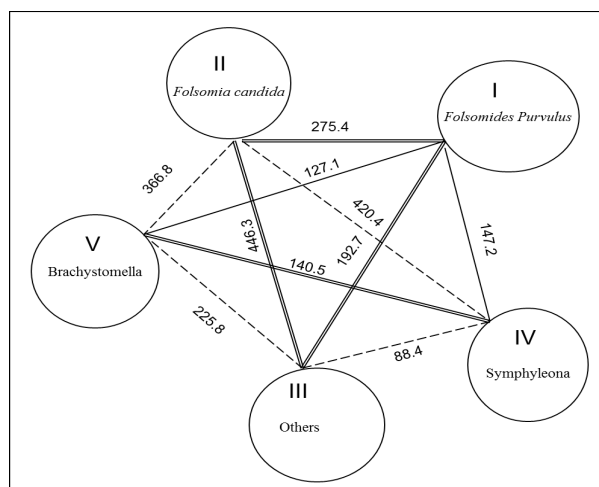 II
Folsomia candida
I
Folsomides Purvulus
275.4
127.1
366.8
420.4
446.3
192.7
147.2
V
Brachystomella
140.5
225.8
88.4
IV
Symphyleona
III
Others